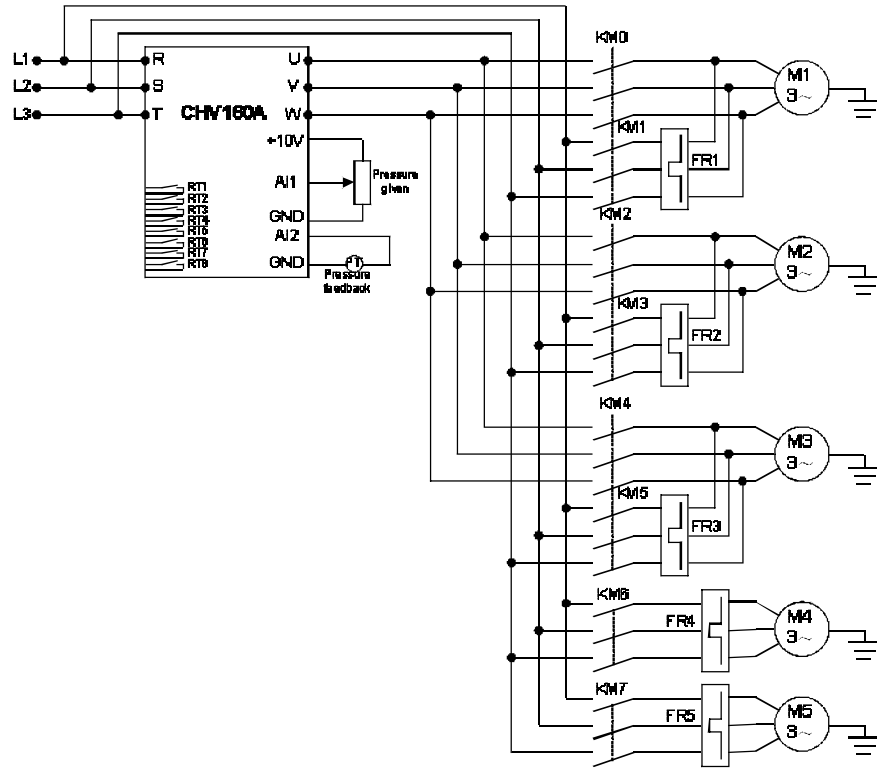 L1
L2
L3
R
S
T
CHV160A
U
V
W
+10V
AI1
GND
AI2
GND
Pressure
given
Pressure
feedback
RT1
RT2
RT3
RT4
RT5
RT6
RT7
RT8
KM0
M1
3~
KM1
FR1
KM2
M2
3~
KM3
FR2
KM4
M3
3~
KM5
FR3
KM6
FR4
M4
3~
KM7
FR5
M5
3~